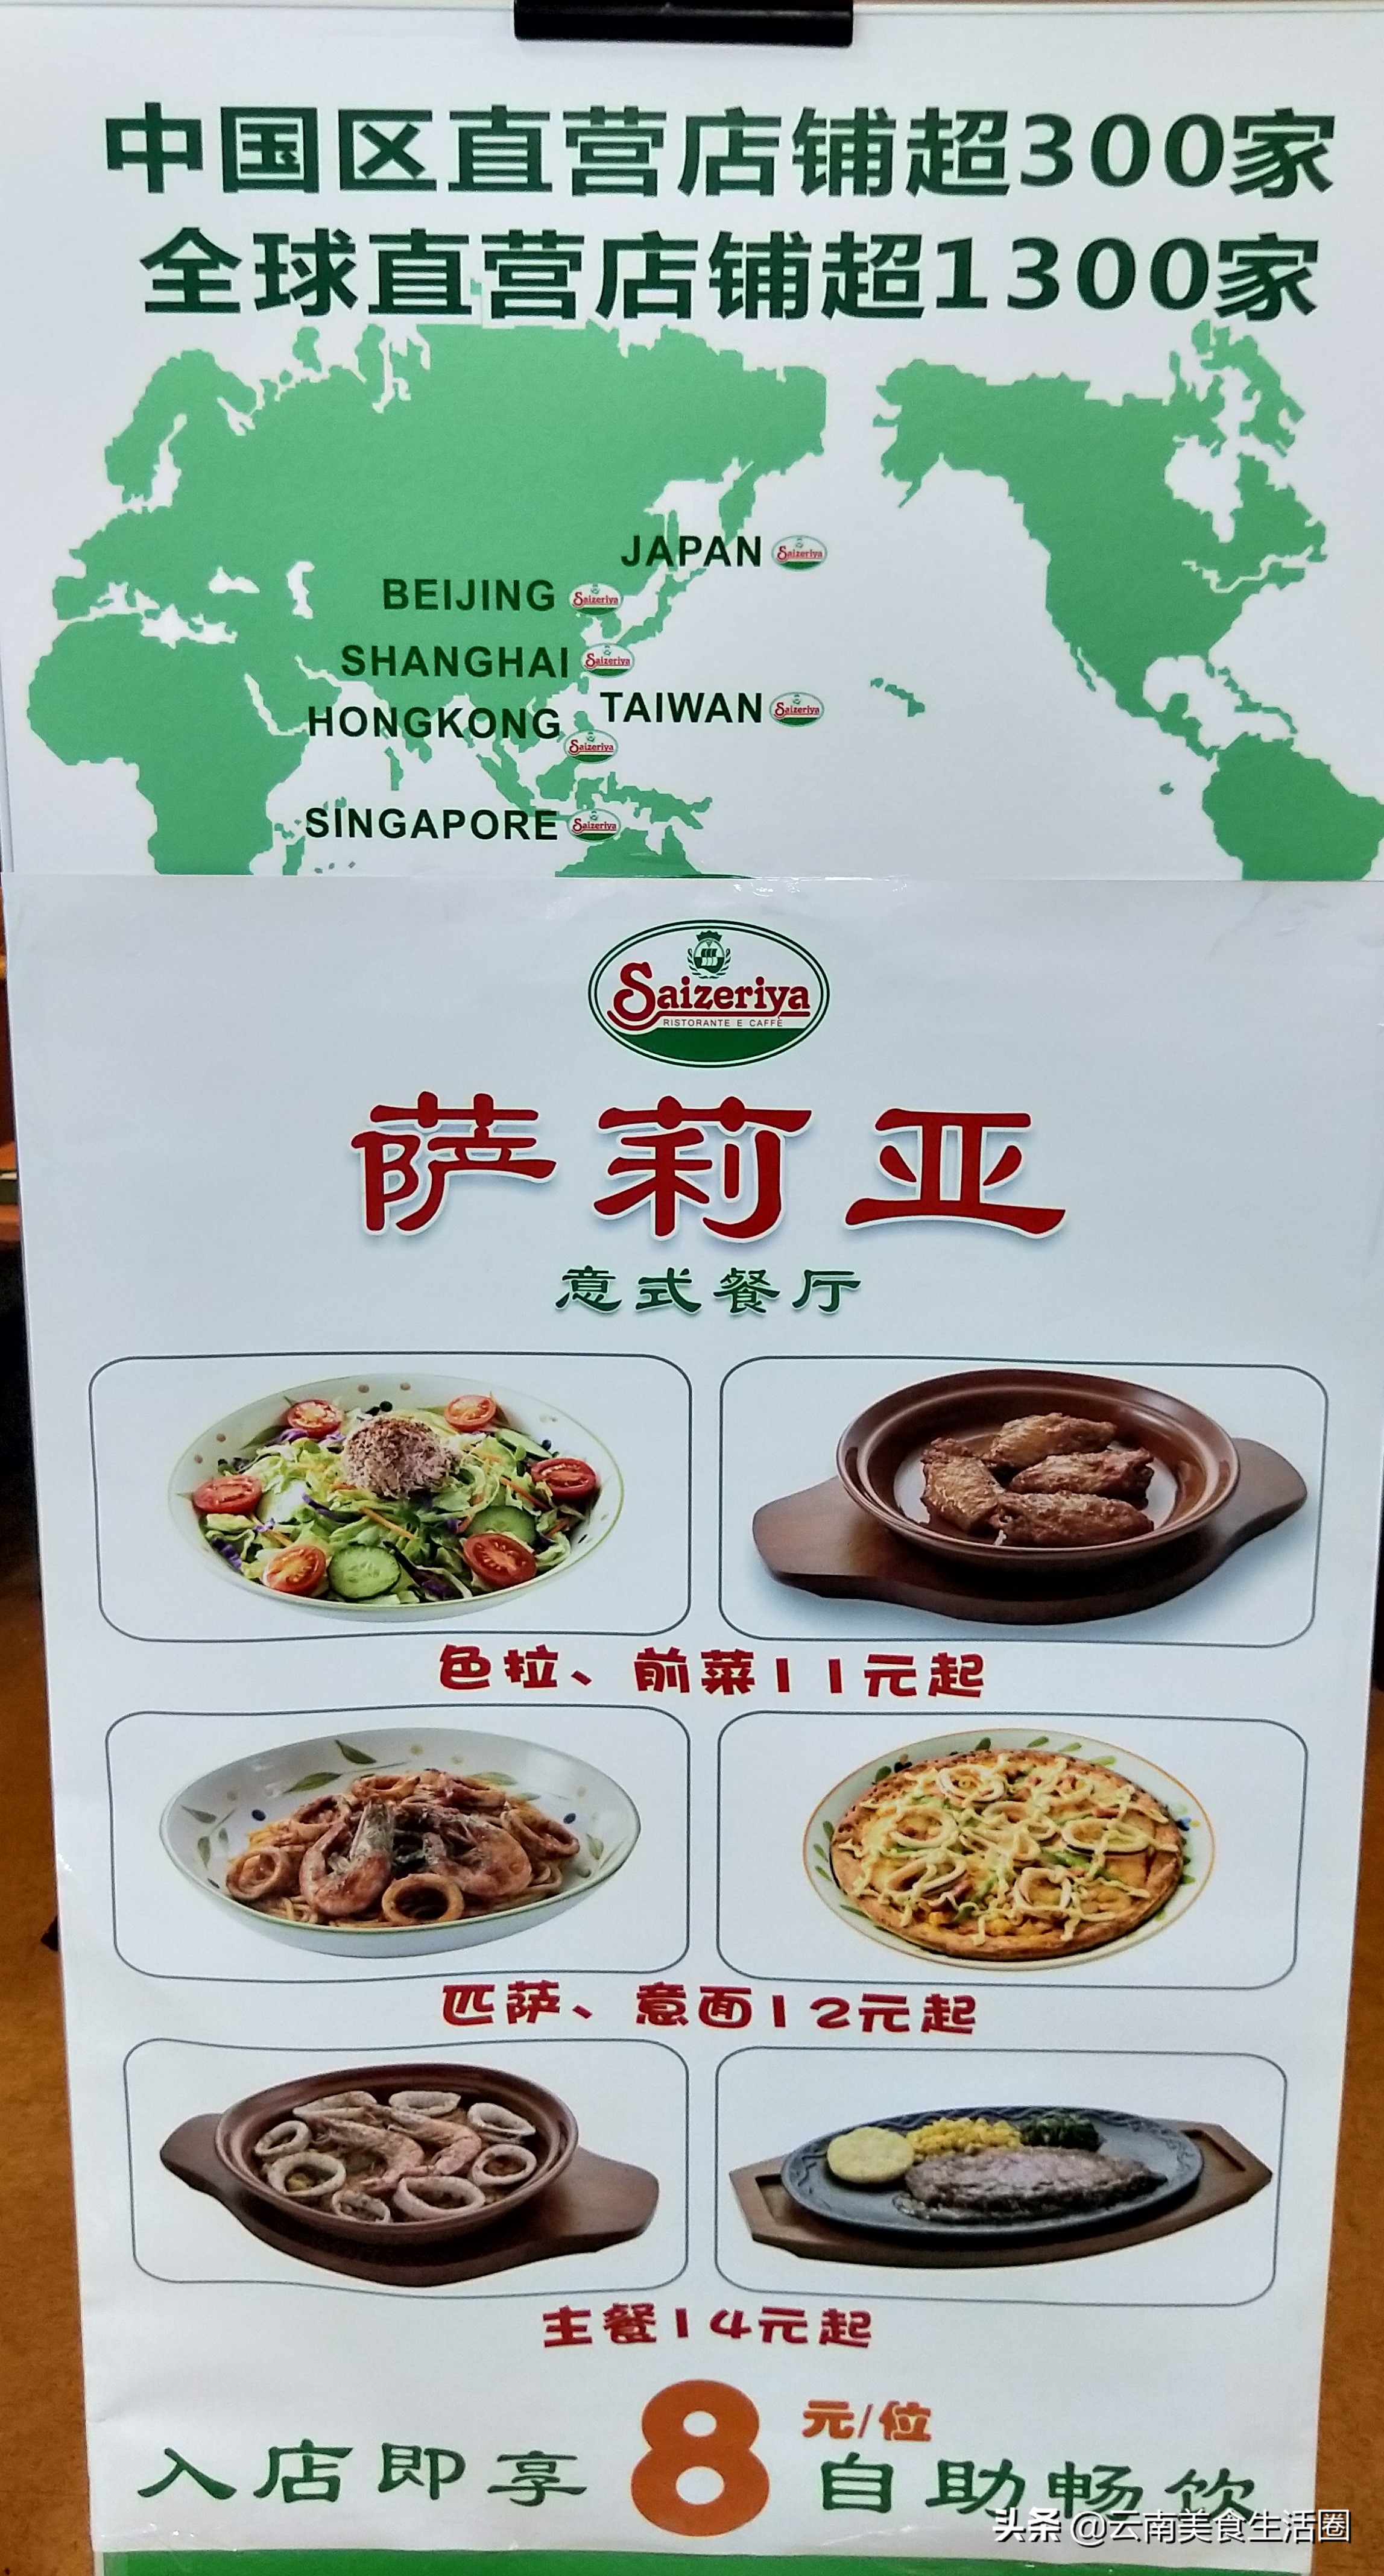 中国区直营店铺超300家
全球直营店铺超1300家
JAPAN Saizeriya
BEIJING Saizeriya
SHANGHAI Saizeriya
TAIWAN Saizeriya
HONGKONG Saizeriya
SINGAPORE Saizeriya
Saizeriya
RISTORANTE E CAFFÈ
萨莉亚
意式餐厅
色拉、前菜11元起
匹萨、意面12元起
主餐14元起
入店即享8元/位自助畅饮
头条 @云南美食生活圈